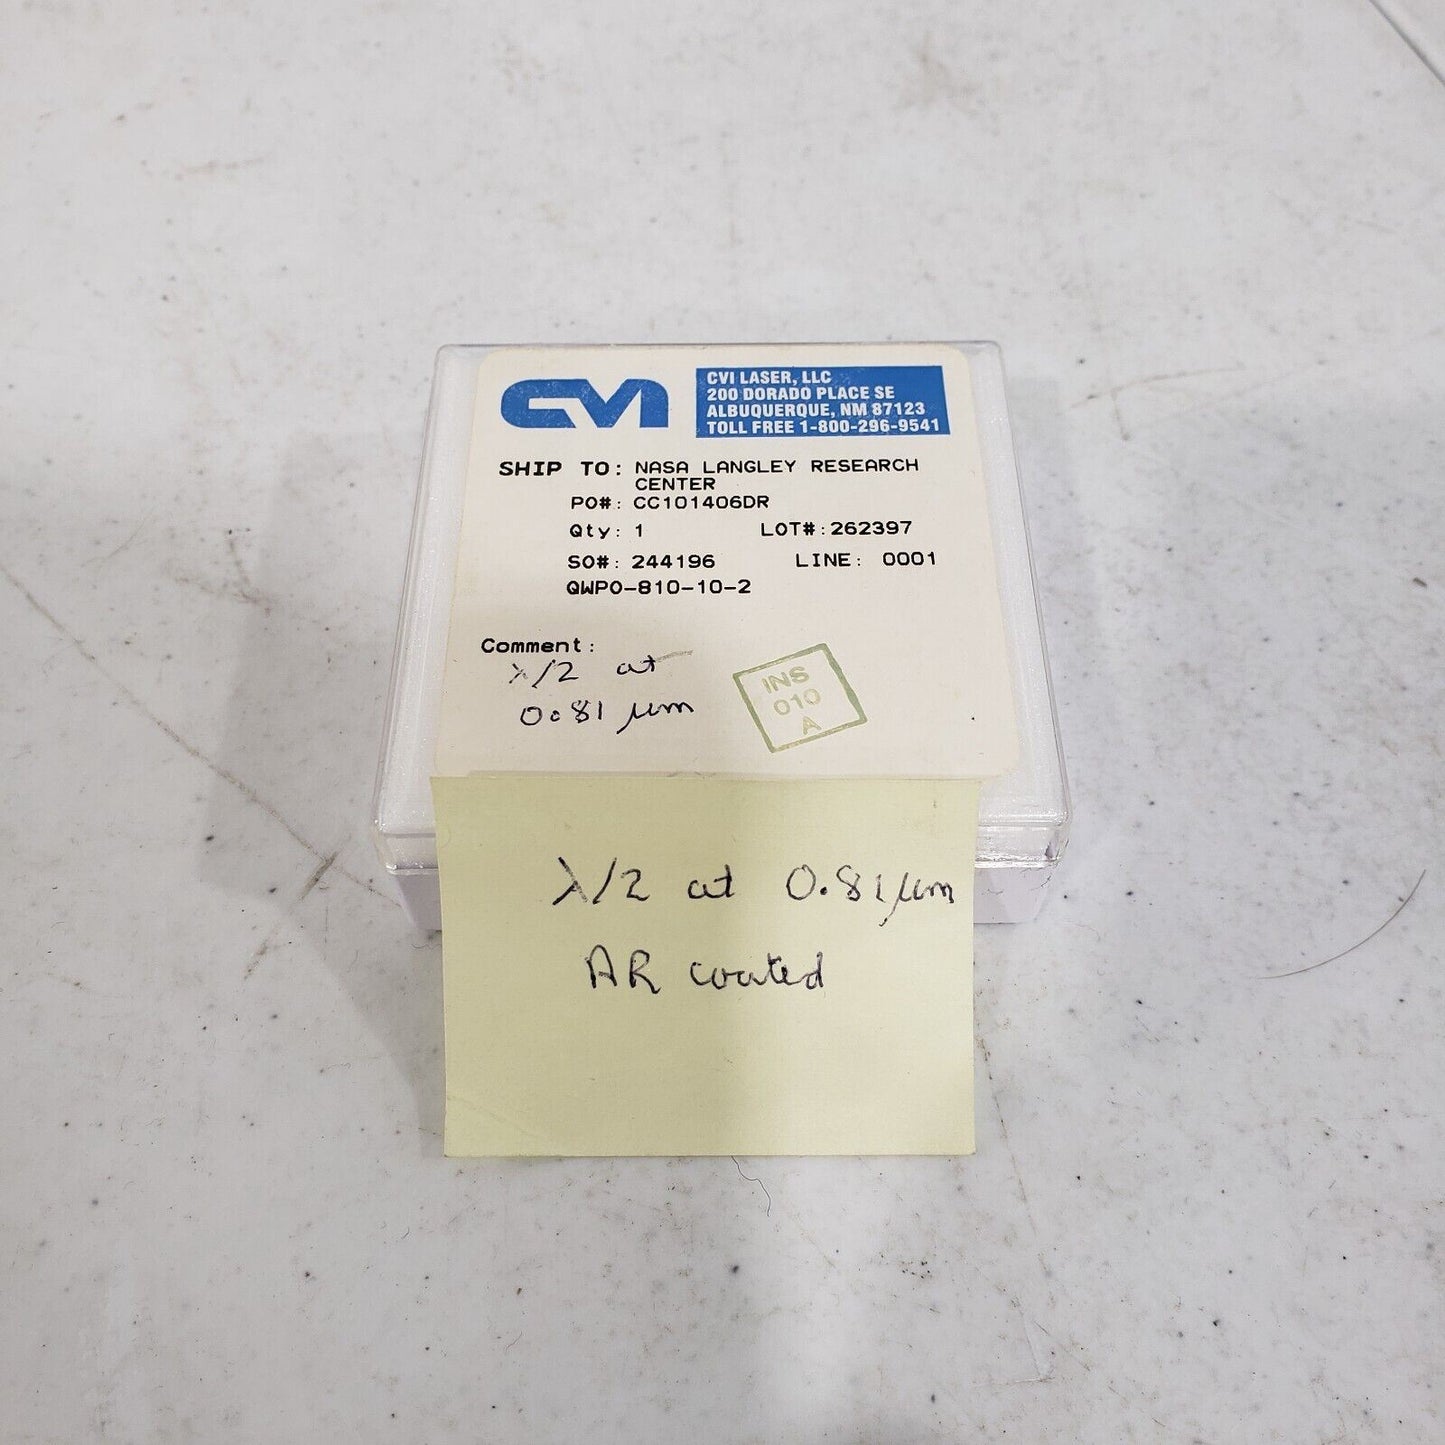 CVI
CVI LASER, LLC
200 DORADO PLACE SE
ALBUQUERQUE, NM 87123
TOLL FREE 1-800-296-9541
SHIP TO: NASA LANGLEY RESEARCH
CENTER
PO#: CC101406DR
Qty: 1 LOT#:262397
SO#: 244196 LINE: 0001
QWPO-810-10-2
Comment:
λ/2 at
0.81 μm
INS
010
A
λ/2 at 0.81 μm
AR coated